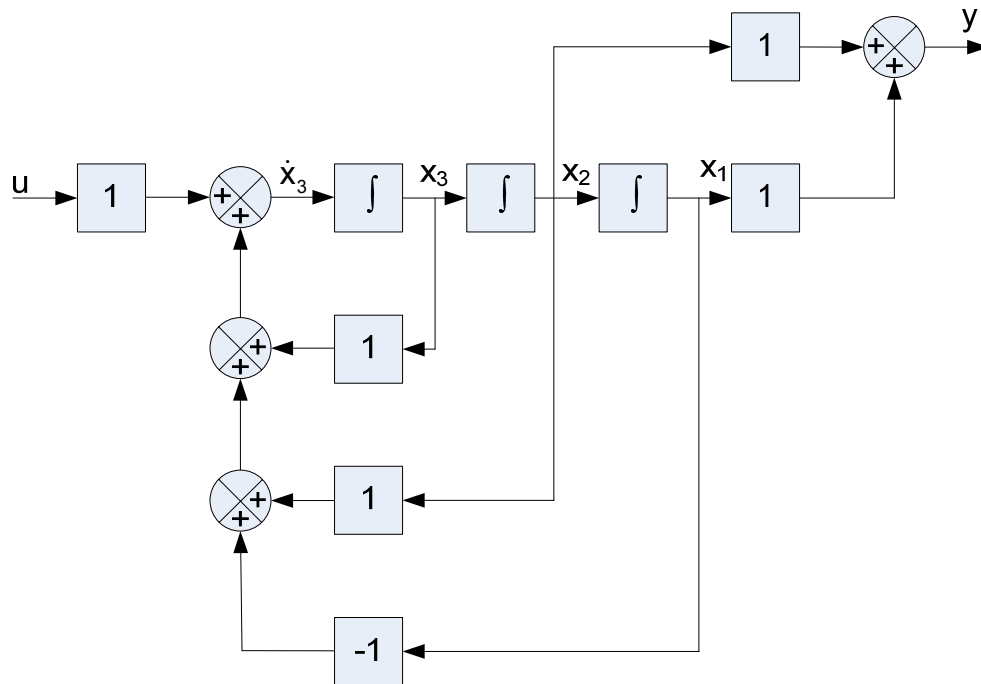 1
y
+
+
u
1
+
+
ẋ₃
∫
x₃
∫
x₂
∫
x₁
1
1
+
+
1
+
+
-1